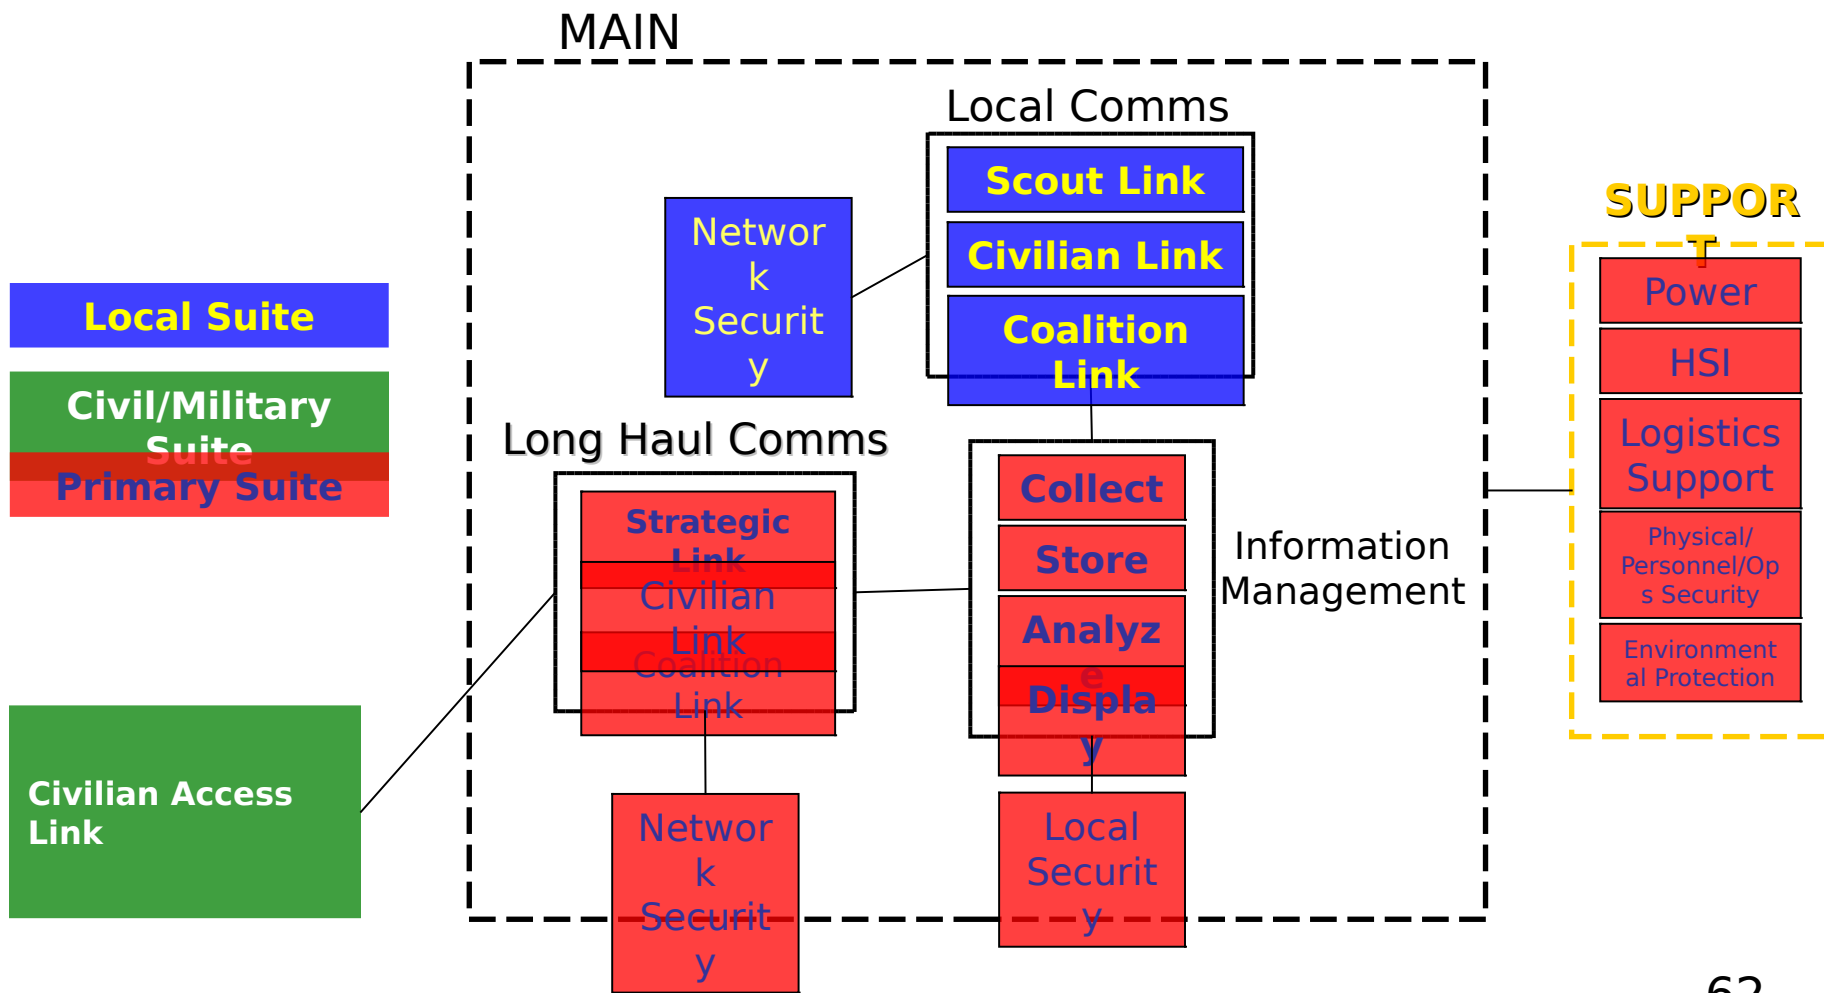 MAIN
Local Comms
Scout Link
Civilian Link
Coalition
Link
Networ
k
Securit
y
Local Suite
Civil/Military
Suite
Primary Suite
Long Haul Comms
Strategic
Link
Civilian
Link
Coalition
Link
Collect
Store
Analyz
e
Displa
y
Information
Management
Civilian Access
Link
Networ
k
Securit
y
Local
Securit
y
SUPPOR
T
Power
HSI
Logistics
Support
Physical/
Personnel/Op
s Security
Environment
al Protection
62